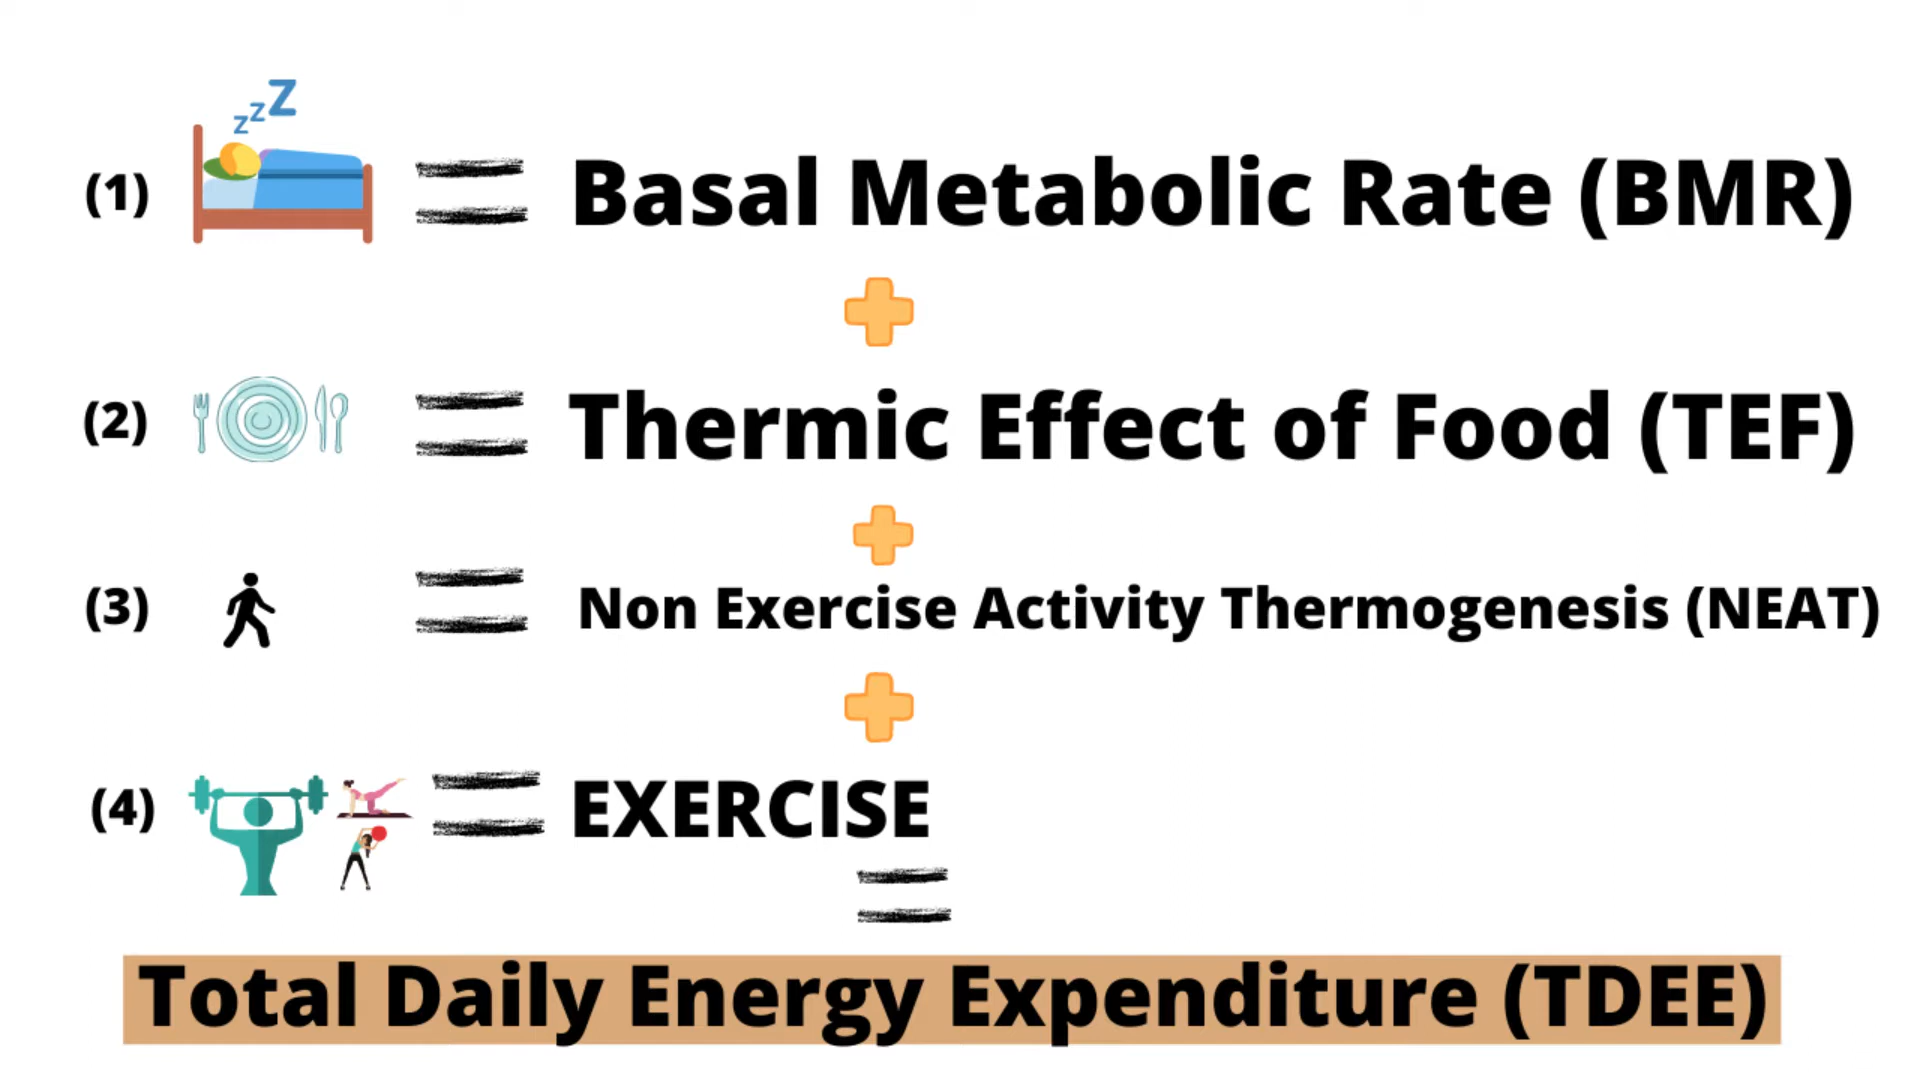 zzZ
(1) = Basal Metabolic Rate (BMR)
+
(2) = Thermic Effect of Food (TEF)
+
(3) = Non Exercise Activity Thermogenesis (NEAT)
+
(4) = EXERCISE
=
Total Daily Energy Expenditure (TDEE)